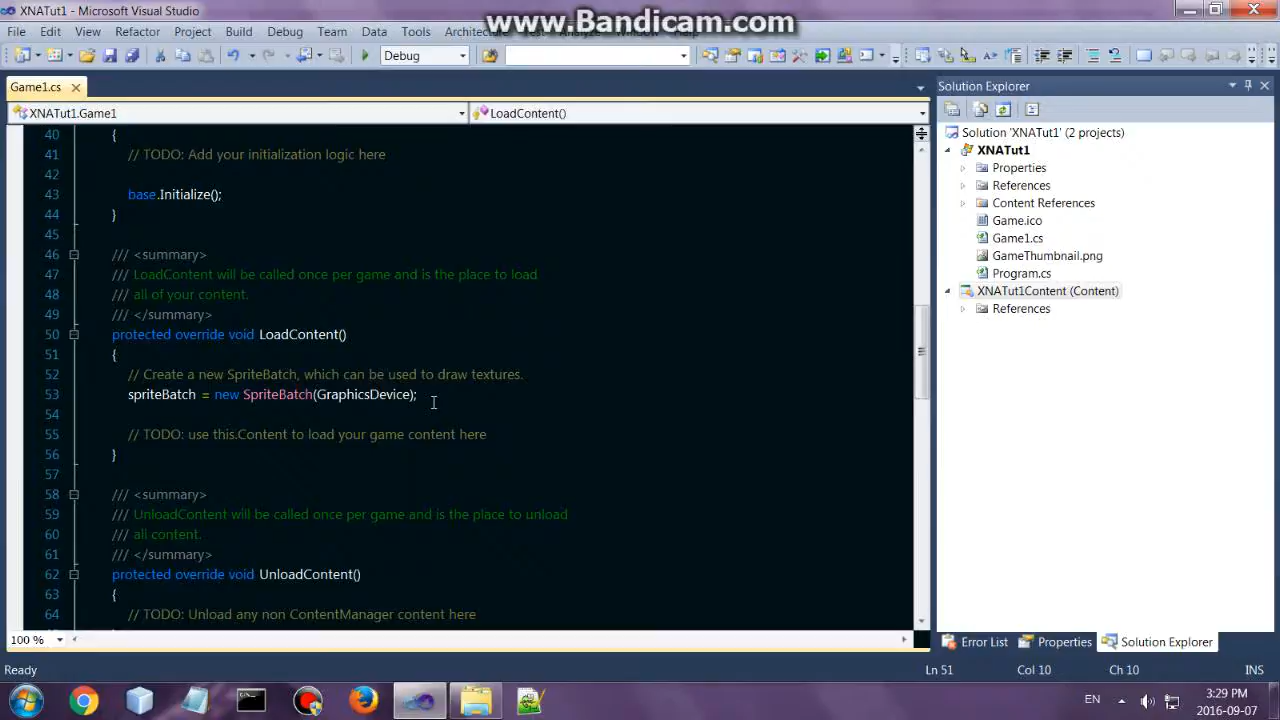 XNATut1 - Microsoft Visual Studio
www.Bandicam.com
File Edit View Refactor Project Build Debug Team Data Tools
Debug
Game1.cs
XNATut1.Game1
LoadContent()
40 {
41 // TODO: Add your initialization logic here
42
43 base.Initialize();
44 }
45
46 /// <summary>
47 /// LoadContent will be called once per game and is the place to load
48 /// all of your content.
49 /// </summary>
50 protected override void LoadContent()
51 {
52 // Create a new SpriteBatch, which can be used to draw textures.
53 spriteBatch = new SpriteBatch(GraphicsDevice);
54
55 // TODO: use this.Content to load your game content here
56 }
57
58 /// <summary>
59 /// UnloadContent will be called once per game and is the place to unload
60 /// all content.
61 /// </summary>
62 protected override void UnloadContent()
63 {
64 // TODO: Unload any non ContentManager content here
100 %
Solution Explorer
Solution 'XNATut1' (2 projects)
XNATut1
Properties
References
Content References
Game.ico
Game1.cs
GameThumbnail.png
Program.cs
XNATut1Content (Content)
References
Error List Properties Solution Explorer
Ready
Ln 51 Col 10 Ch 10 INS
EN
3:29 PM
2016-09-07